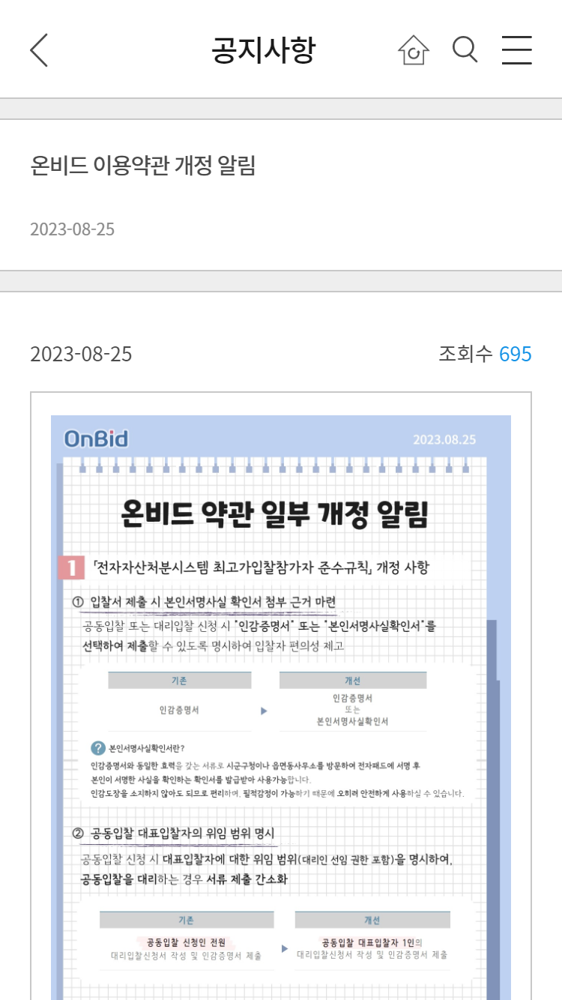 공지사항
온비드 이용약관 개정 알림
2023-08-25
2023-08-25 조회수 695
OnBid 2023.08.25
온비드 약관 일부 개정 알림
1 「전자자산처분시스템 최고가입찰참가자 준수규칙」 개정 사항
① 입찰서 제출 시 본인서명사실 확인서 첨부 근거 마련
공동입찰 또는 대리입찰 신청 시 "인감증명서" 또는 "본인서명사실확인서"를
선택하여 제출할 수 있도록 명시하여 입찰자 편의성 제고
기존 개선
인감증명서 ▶ 인감증명서
또는
본인서명사실확인서
? 본인서명사실확인서란?
인감증명서와 동일한 효력을 갖는 서류로 시군구청이나 읍면동사무소를 방문하여 전자패드에 서명 후
본인이 서명한 사실을 확인하는 확인서를 발급받아 사용가능합니다.
인감도장을 소지하지 않아도 되므로 편리하며, 필적감정이 가능하기 때문에 오히려 안전하게 사용하실 수 있습니다.
② 공동입찰 대표입찰자의 위임 범위 명시
공동입찰 신청 시 대표입찰자에 대한 위임 범위(대리인 선임 권한 포함)을 명시하여,
공동입찰을 대리하는 경우 서류 제출 간소화
기존 개선
공동입찰 신청인 전원 ▶ 공동입찰 대표입찰자 1인의
대리입찰신청서 작성 및 인감증명서 제출 대리입찰신청서 작성 및 인감증명서 제출